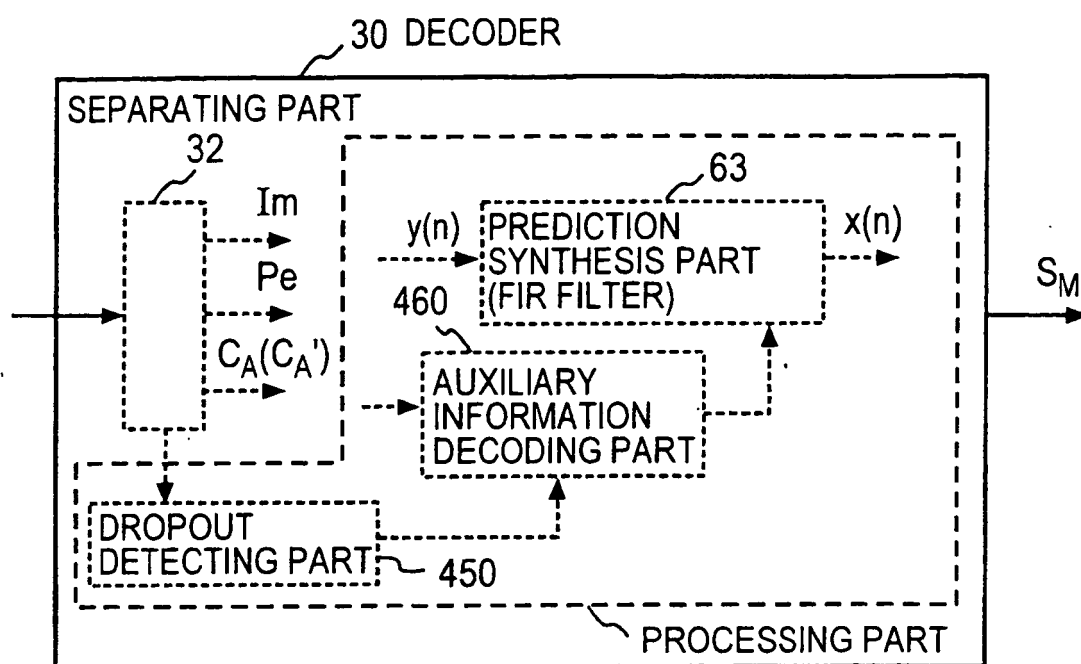 30 DECODER
SEPARATING PART
32
Im
Pe
C_A(C_A')
y(n)
63
PREDICTION
SYNTHESIS PART
(FIR FILTER)
x(n)
S_M
460
AUXILIARY
INFORMATION
DECODING PART
DROPOUT
DETECTING PART
450
PROCESSING PART